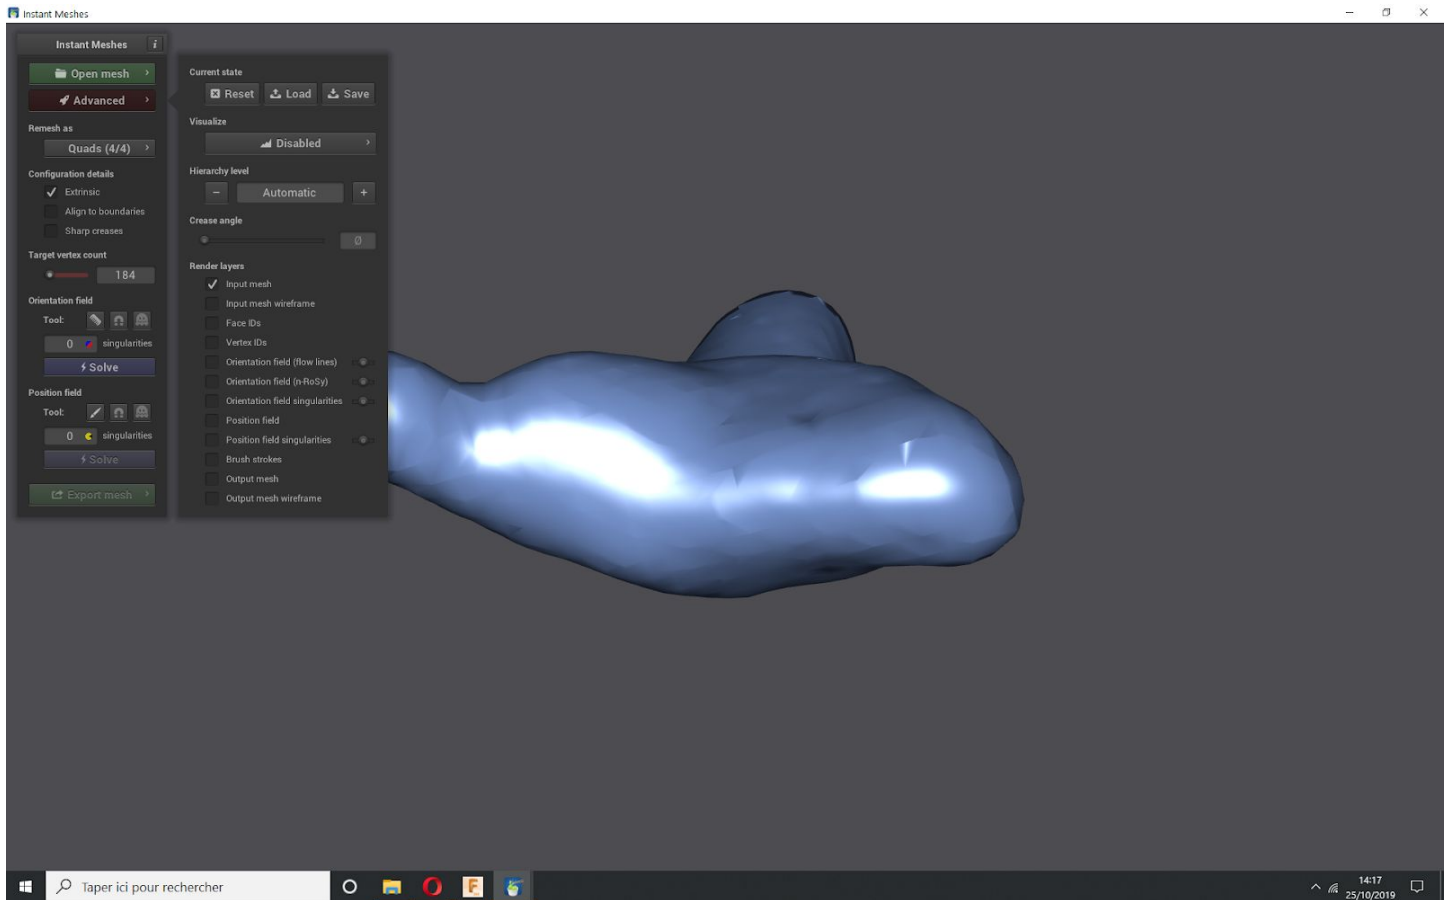 Instant Meshes
Instant Meshes i
Open mesh
Advanced
Remesh as
Quads (4/4)
Configuration details
Extrinsic
Align to boundaries
Sharp creases
Target vertex count
184
Orientation field
Tool:
0 singularities
Solve
Position field
Tool:
0 singularities
Solve
Export mesh
Current state
Reset Load Save
Visualize
Disabled
Hierarchy level
− Automatic +
Crease angle
Ø
Render layers
Input mesh
Input mesh wireframe
Face IDs
Vertex IDs
Orientation field (flow lines)
Orientation field (n-RoSy)
Orientation field singularities
Position field
Position field singularities
Brush strokes
Output mesh
Output mesh wireframe
Taper ici pour rechercher
F
14:17
25/10/2019